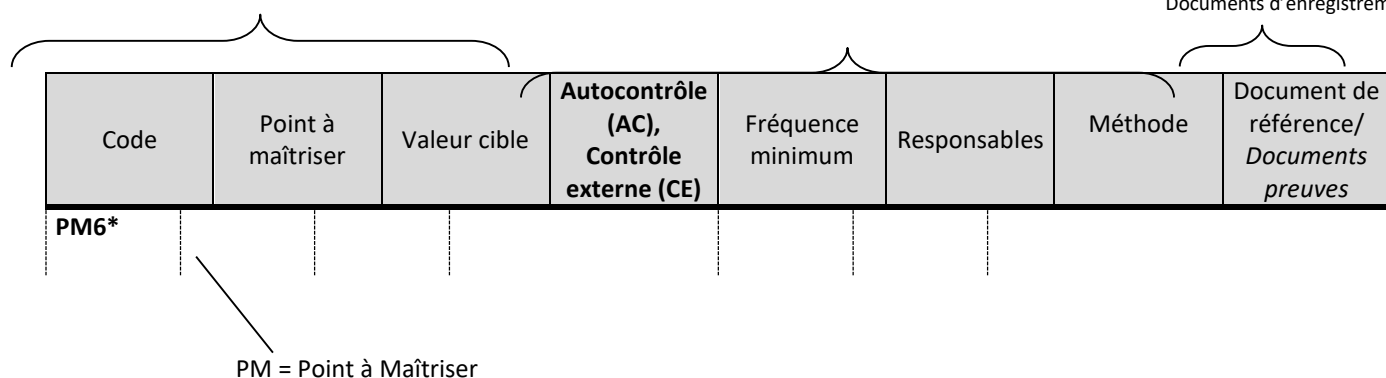 Documents d'enregistrem
Code
Point à
maîtriser
Valeur cible
Autocontrôle
(AC),
Contrôle
externe (CE)
Fréquence
minimum
Responsables
Méthode
Document de
référence/
Documents
preuves
PM6*
PM = Point à Maîtriser